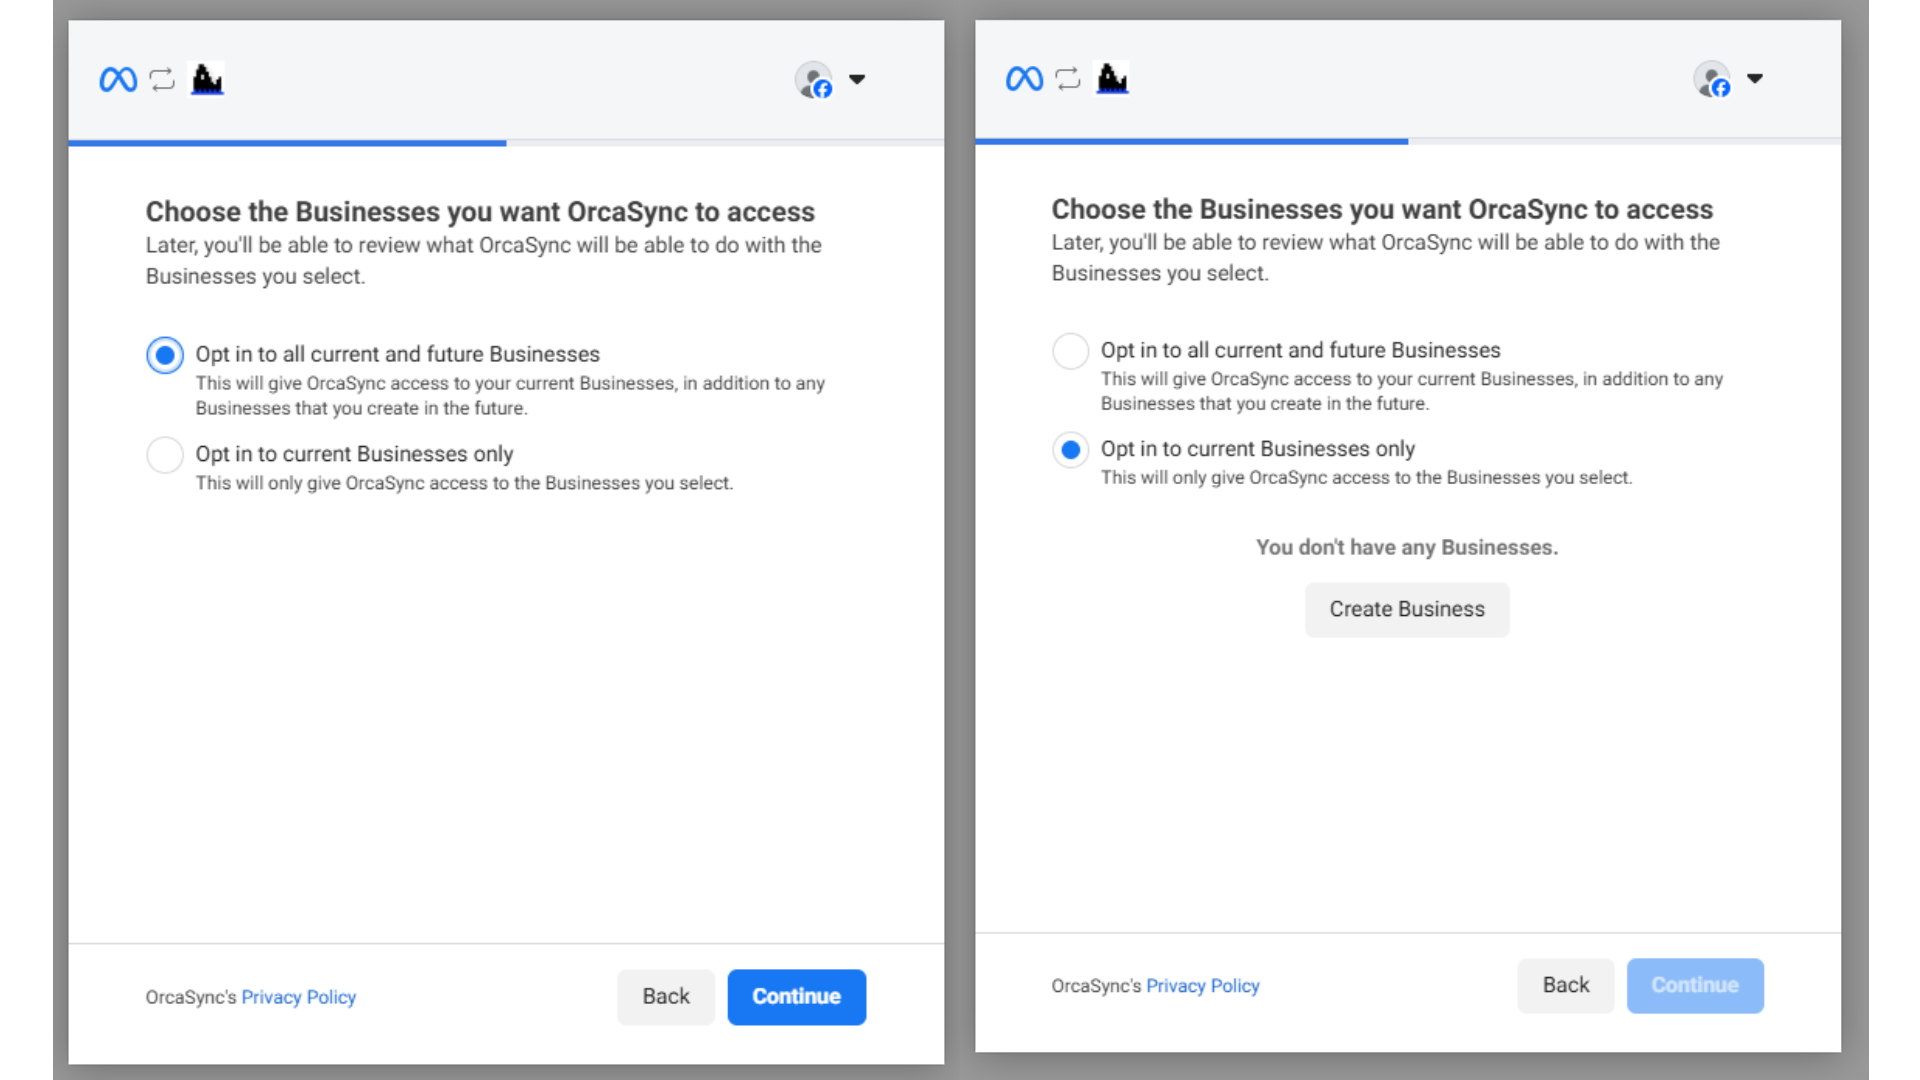 Choose the Businesses you want OrcaSync to access
Later, you'll be able to review what OrcaSync will be able to do with the
Businesses you select.
Opt in to all current and future Businesses
This will give OrcaSync access to your current Businesses, in addition to any
Businesses that you create in the future.
Opt in to current Businesses only
This will only give OrcaSync access to the Businesses you select.
OrcaSync's Privacy Policy
Back
Continue
Choose the Businesses you want OrcaSync to access
Later, you'll be able to review what OrcaSync will be able to do with the
Businesses you select.
Opt in to all current and future Businesses
This will give OrcaSync access to your current Businesses, in addition to any
Businesses that you create in the future.
Opt in to current Businesses only
This will only give OrcaSync access to the Businesses you select.
You don't have any Businesses.
Create Business
OrcaSync's Privacy Policy
Back
Continue